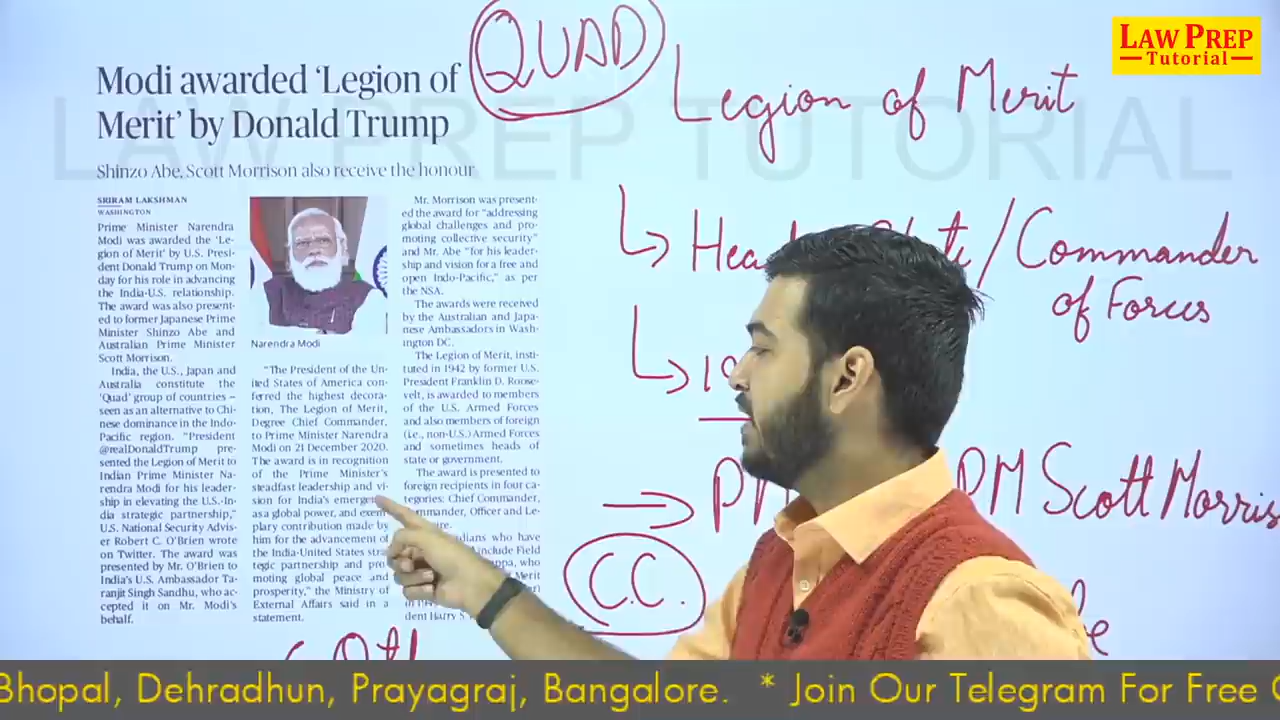 LAW PREP
Tutorial
QUAD
Legion of Merit
LAW PREP TUTORIAL
Modi awarded ‘Legion of
Merit’ by Donald Trump
Shinzo Abe, Scott Morrison also receive the honour
SRIRAM LAKSHMAN
WASHINGTON
Prime Minister Narendra
Modi was awarded the ‘Le-
gion of Merit’ by U.S. Presi-
dent Donald Trump on Mon-
day for his role in advancing
the India-U.S. relationship.
The award was also present-
ed to former Japanese Prime
Minister Shinzo Abe and
Australian Prime Minister
Scott Morrison.
India, the U.S., Japan and
Australia constitute the
‘Quad’ group of countries –
seen as an alternative to Chi-
nese dominance in the Indo-
Pacific region. “President
@realDonaldTrump pre-
sented the Legion of Merit to
Indian Prime Minister Na-
rendra Modi for his leader-
ship in elevating the U.S.-In-
dia strategic partnership,”
U.S. National Security Advis-
er Robert C. O'Brien wrote
on Twitter. The award was
presented by Mr. O'Brien to
India's U.S. Ambassador Ta-
ranjit Singh Sandhu, who ac-
cepted it on Mr. Modi's
behalf.
Narendra Modi
“The President of the Un-
ited States of America con-
ferred the highest decora-
tion, The Legion of Merit,
Degree Chief Commander,
to Prime Minister Narendra
Modi on 21 December 2020.
The award is in recognition
of the Prime Minister's
steadfast leadership and vi-
sion for India's emergen
as a global power, and exem
plary contribution made by
him for the advancement of
the India-United States stra
tegic partnership and pro
moting global peace and
prosperity,” the Ministry of
External Affairs said in a
statement.
Mr. Morrison was present-
ed the award for “addressing
global challenges and pro-
moting collective security”
and Mr. Abe “for his leader-
ship and vision for a free and
open Indo-Pacific,” as per
the NSA.
The awards were received
by the Australian and Japa-
nese Ambassadors in Wash-
ington DC.
The Legion of Merit, insti-
tuted in 1942 by former U.S.
President Franklin D. Roose-
velt, is awarded to members
of the U.S. Armed Forces
and also members of foreign
(i.e., non-U.S.) Armed Forces
and sometimes heads of
state or government.
The award is presented to
foreign recipients in four ca-
tegories: Chief Commander,
mmander, Officer and Le-
dians who have
include Field
who
Merit
dent Harry S.
/ Commander
of Forces
PM Scott Morris
C.C.
Bhopal, Dehradhun, Prayagraj, Bangalore. * Join Our Telegram For Free